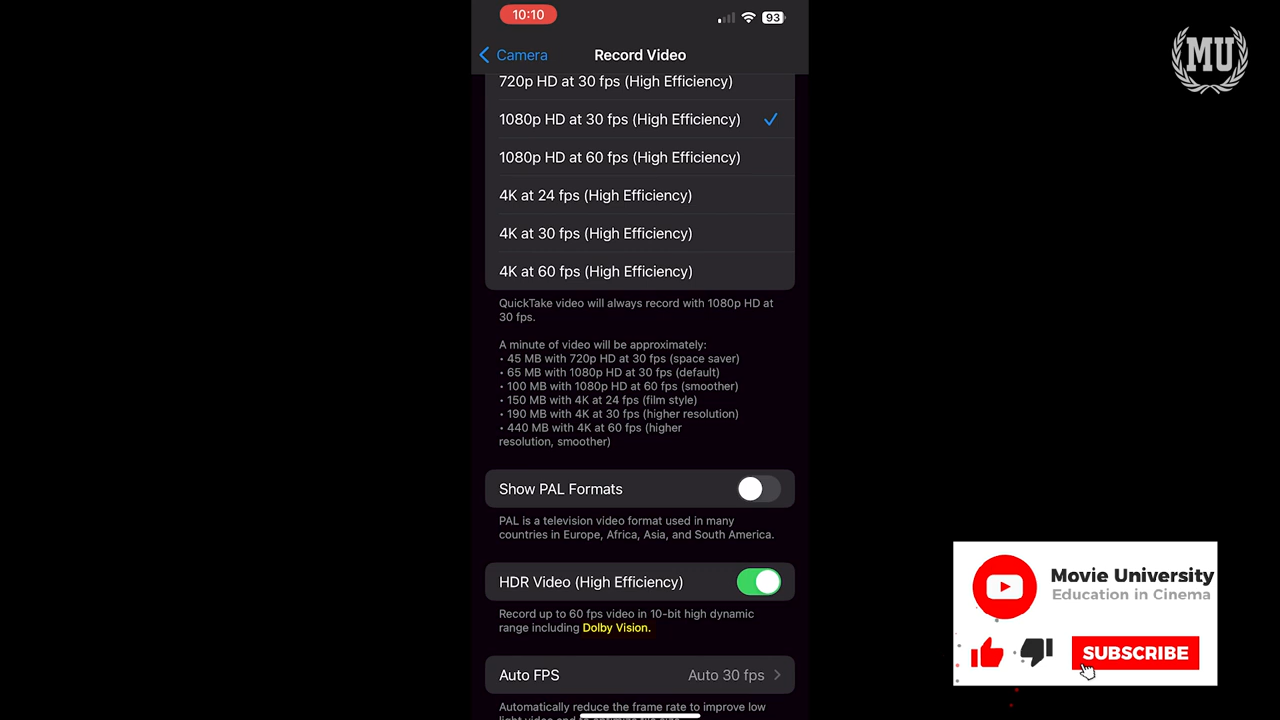 10:10
93
Camera
Record Video
MU
720p HD at 30 fps (High Efficiency)
1080p HD at 30 fps (High Efficiency)
1080p HD at 60 fps (High Efficiency)
4K at 24 fps (High Efficiency)
4K at 30 fps (High Efficiency)
4K at 60 fps (High Efficiency)
QuickTake video will always record with 1080p HD at
30 fps.
A minute of video will be approximately:
• 45 MB with 720p HD at 30 fps (space saver)
• 65 MB with 1080p HD at 30 fps (default)
• 100 MB with 1080p HD at 60 fps (smoother)
• 150 MB with 4K at 24 fps (film style)
• 190 MB with 4K at 30 fps (higher resolution)
• 440 MB with 4K at 60 fps (higher
resolution, smoother)
Show PAL Formats
PAL is a television video format used in many
countries in Europe, Africa, Asia, and South America.
HDR Video (High Efficiency)
Record up to 60 fps video in 10-bit high dynamic
range including Dolby Vision.
Auto FPS
Auto 30 fps
Automatically reduce the frame rate to improve low
Movie University
Education in Cinema
SUBSCRIBE